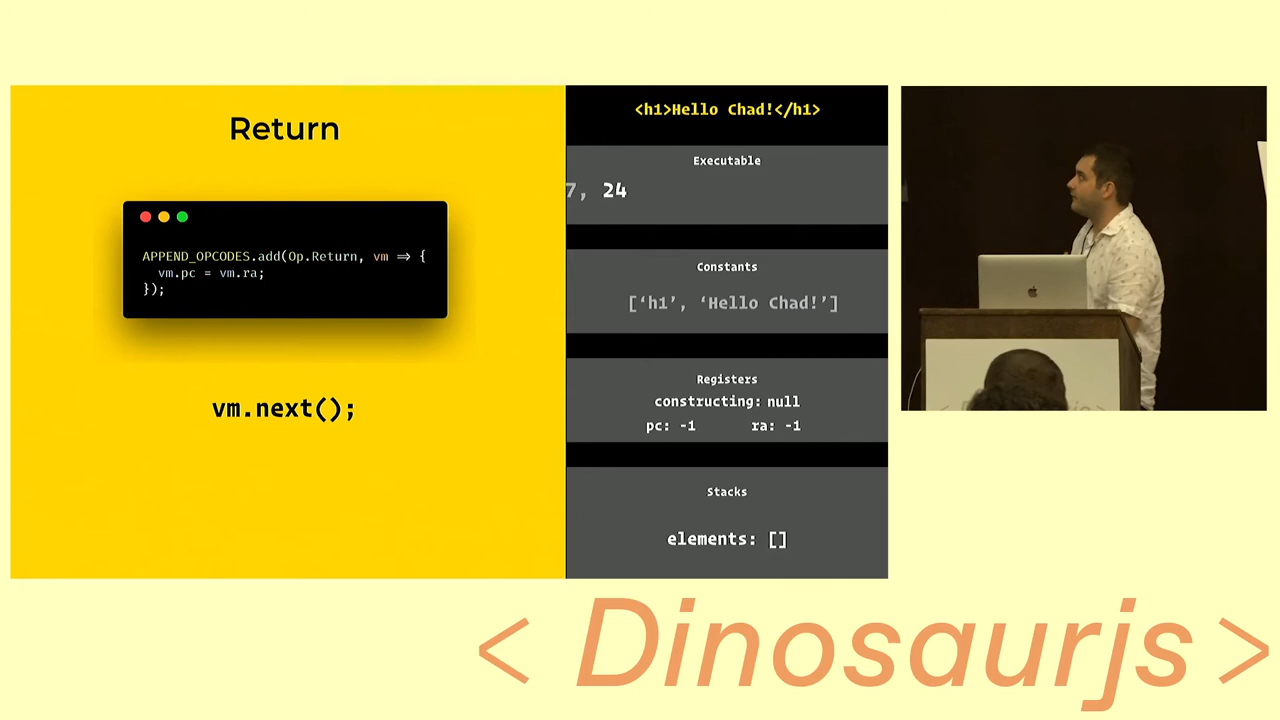 Return
APPEND_OPCODES.add(Op.Return, vm => {
vm.pc = vm.ra;
});
vm.next();
<h1>Hello Chad!</h1>
Executable
7, 24
Constants
[‘h1’, ‘Hello Chad!’]
Registers
constructing: null
pc: -1 ra: -1
Stacks
elements: []
< Dinosaurjs >